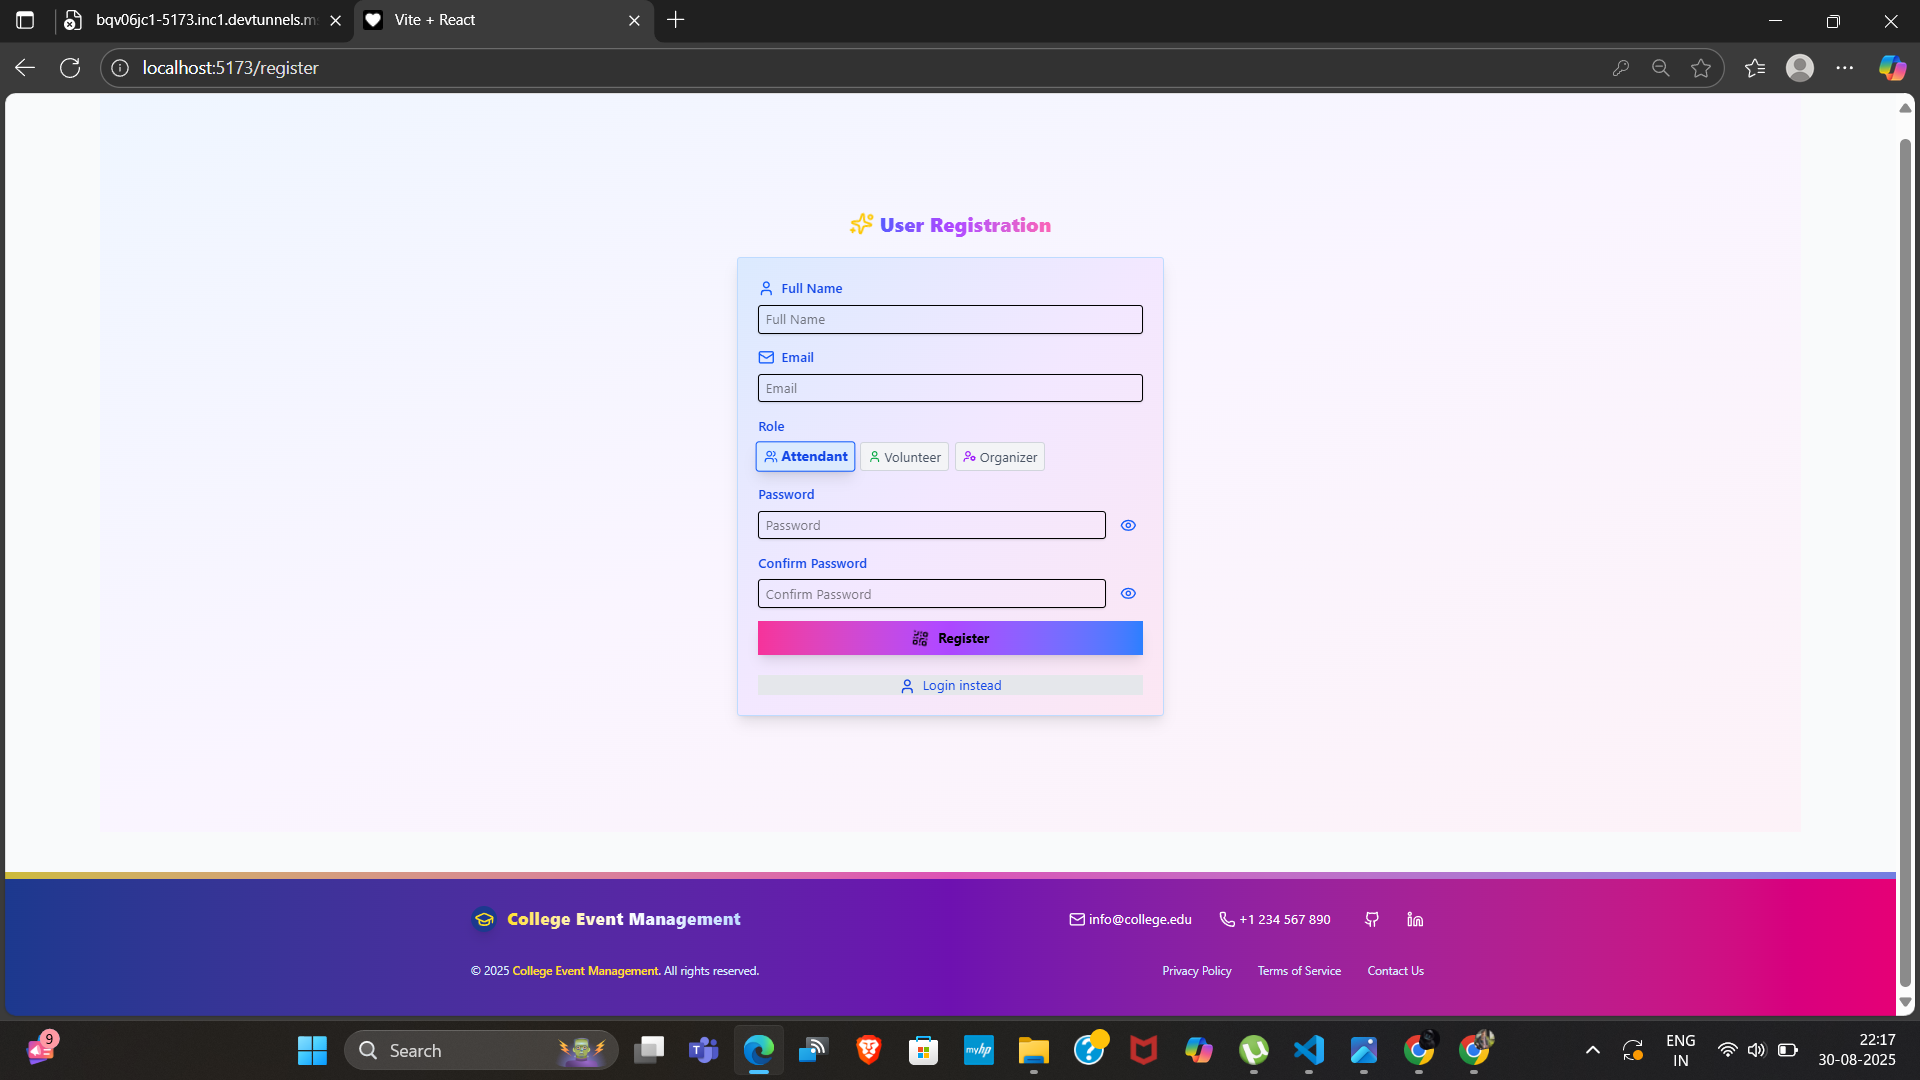 bqv06jc1-5173.inc1.devtunnels.ms
Vite + React
localhost:5173/register
User Registration
Full Name
Full Name
Email
Email
Role
Attendant Volunteer Organizer
Password
Password
Confirm Password
Confirm Password
Register
Login instead
College Event Management
info@college.edu +1 234 567 890
© 2025 College Event Management. All rights reserved.
Privacy Policy Terms of Service Contact Us
9
Search
myhp
ENG
IN
22:17
30-08-2025